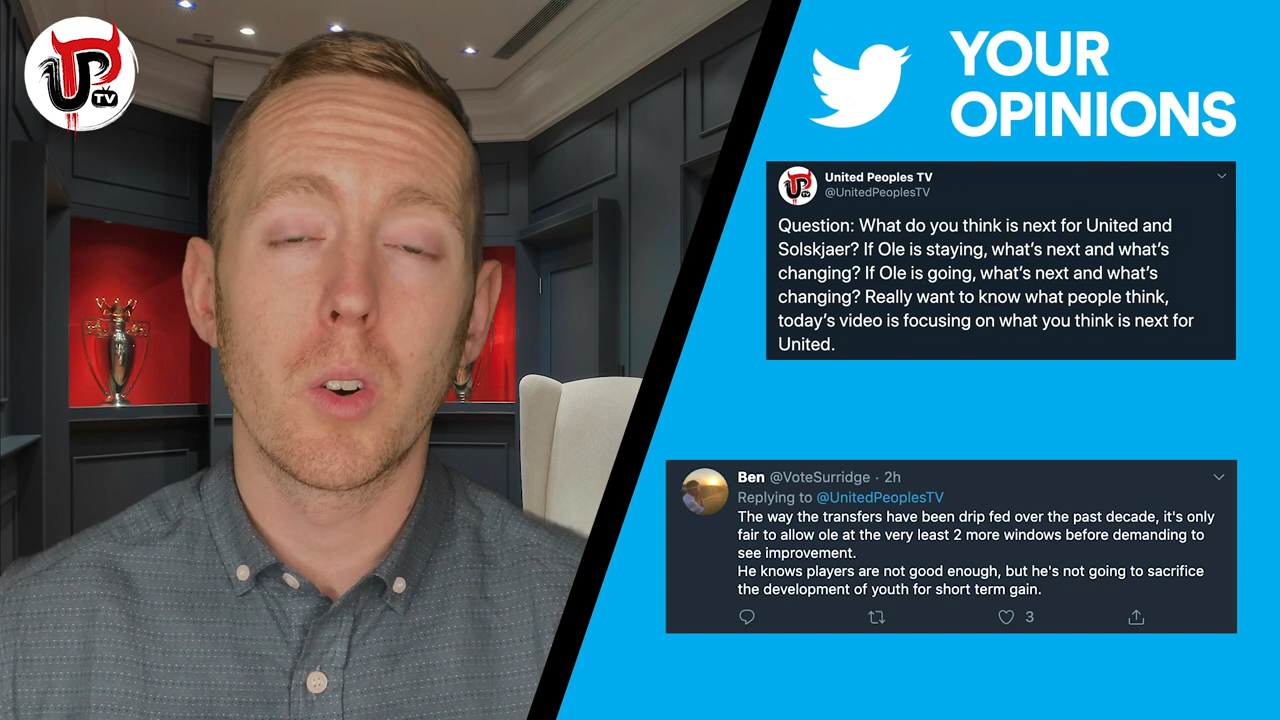 UP
TV
YOUR
OPINIONS
UP
TV
United Peoples TV
@UnitedPeoplesTV
Question: What do you think is next for United and
Solskjaer? If Ole is staying, what's next and what's
changing? If Ole is going, what's next and what's
changing? Really want to know what people think,
today's video is focusing on what you think is next for
United.
Ben @VoteSurridge · 2h
Replying to @UnitedPeoplesTV
The way the transfers have been drip fed over the past decade, it's only
fair to allow ole at the very least 2 more windows before demanding to
see improvement.
He knows players are not good enough, but he's not going to sacrifice
the development of youth for short term gain.
3